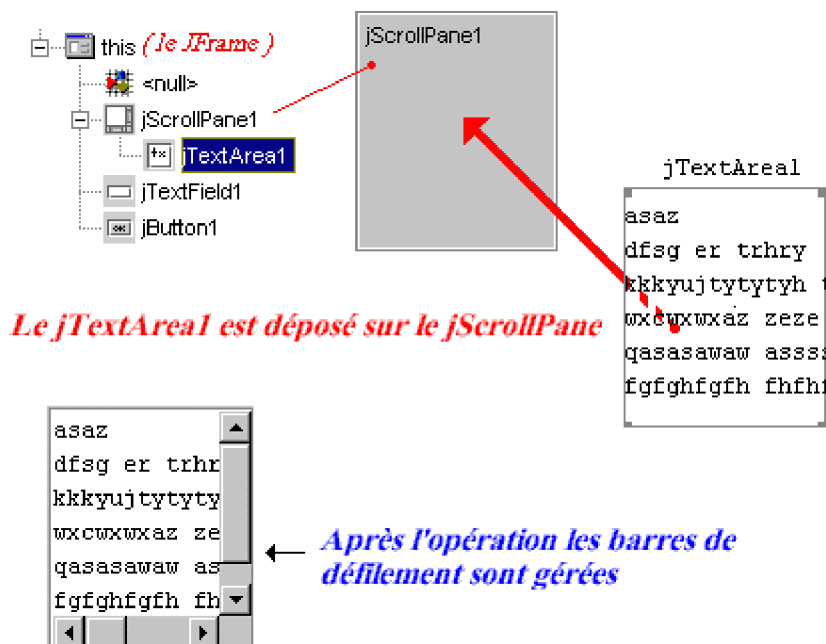 this ( le JFrame )
<null>
jScrollPane1
jTextArea1
jTextField1
jButton1
jScrollPane1
jTextArea1
asaz
dfsg er trhry
kkkyujtytytyh t
wxcwxwxaz zeze
qasasawaw assss
fgfghfgfh fhfhf
Le jTextArea1 est déposé sur le jScrollPane
asaz
dfsg er trhr
kkkyujtytyty
wxcwxwxaz ze
qasasawaw as
fgfghfgfh fh
Après l'opération les barres de
défilement sont gérées